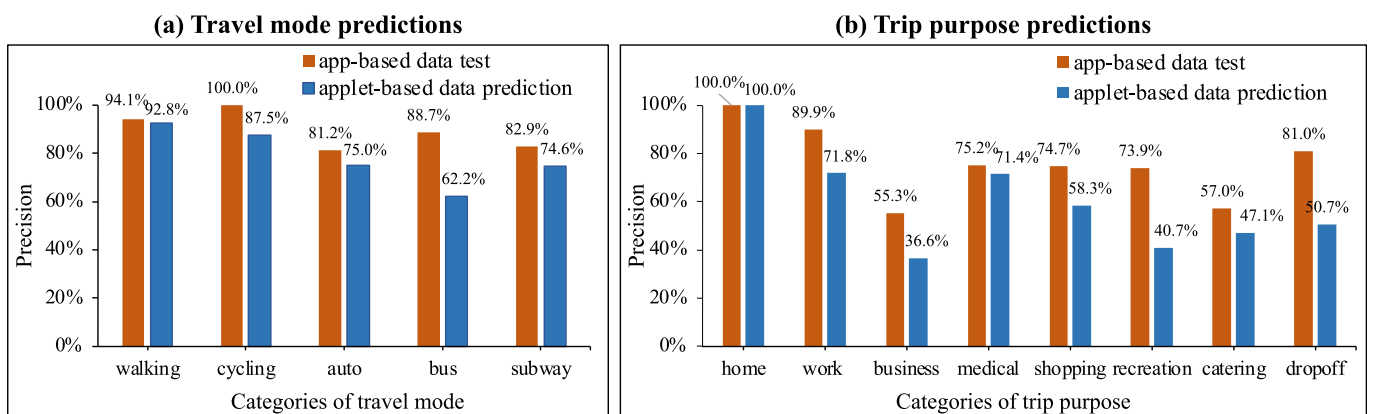 (a) Travel mode predictions
app-based data test
applet-based data prediction
Precision
100%
80%
60%
40%
20%
0%
94.1%
92.8%
100.0%
87.5%
81.2%
75.0%
88.7%
62.2%
82.9%
74.6%
walking
cycling
auto
bus
subway
Categories of travel mode
(b) Trip purpose predictions
app-based data test
applet-based data prediction
Precision
100%
80%
60%
40%
20%
0%
100.0%
100.0%
89.9%
71.8%
55.3%
36.6%
75.2%
71.4%
74.7%
58.3%
73.9%
40.7%
57.0%
47.1%
81.0%
50.7%
home
work
business
medical
shopping
recreation
catering
dropoff
Categories of trip purpose